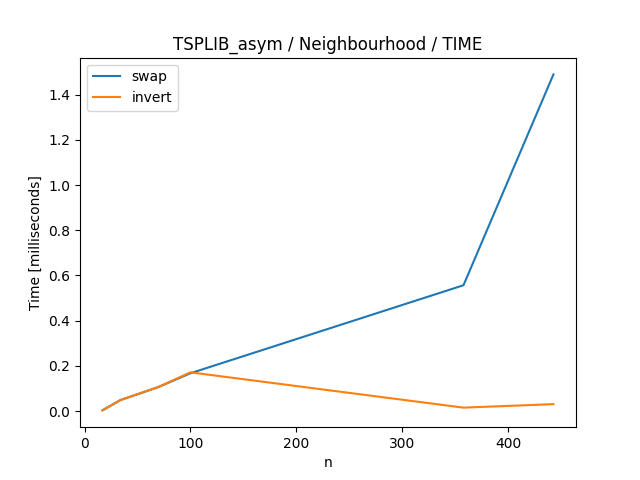 TSPLIB_asym / Neighbourhood / TIME
swap
invert
1.4
1.2
1.0
0.8
0.6
0.4
0.2
0.0
Time [milliseconds]
0 100 200 300 400
n